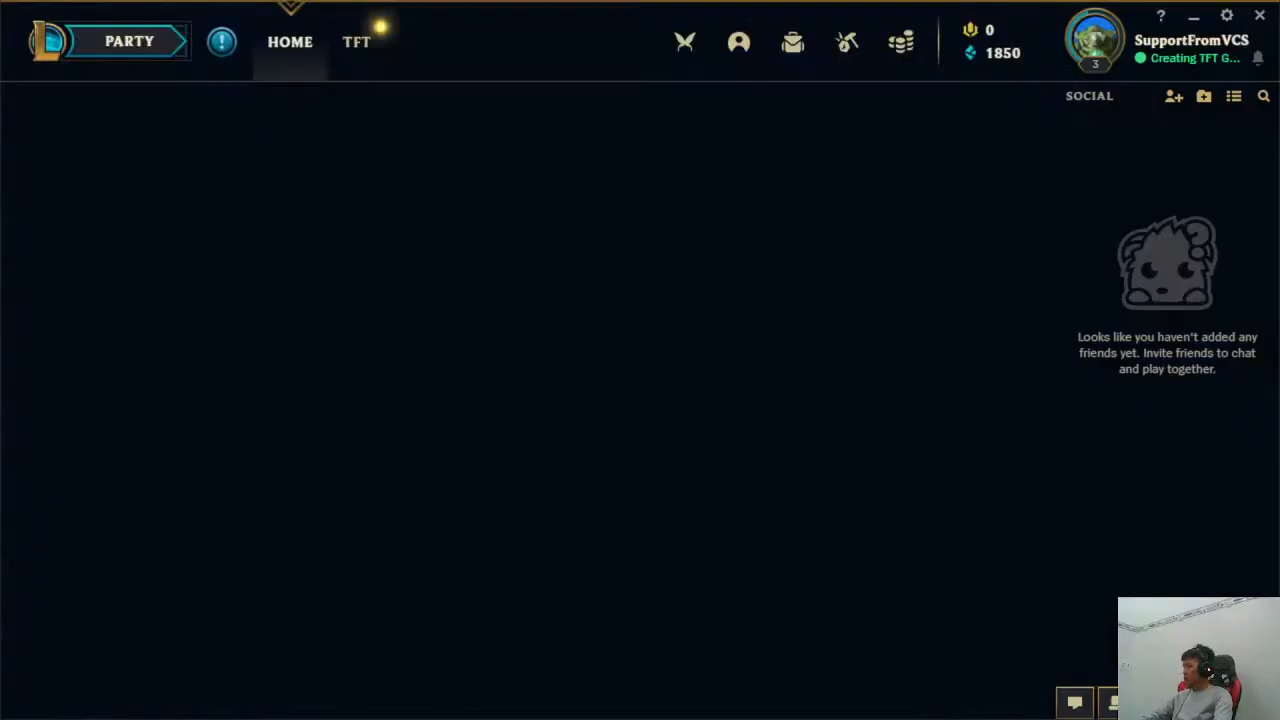 PARTY
HOME
TFT
0
1850
3
?
SupportFromVCS
Creating TFT G...
SOCIAL
Looks like you haven't added any
friends yet. Invite friends to chat
and play together.